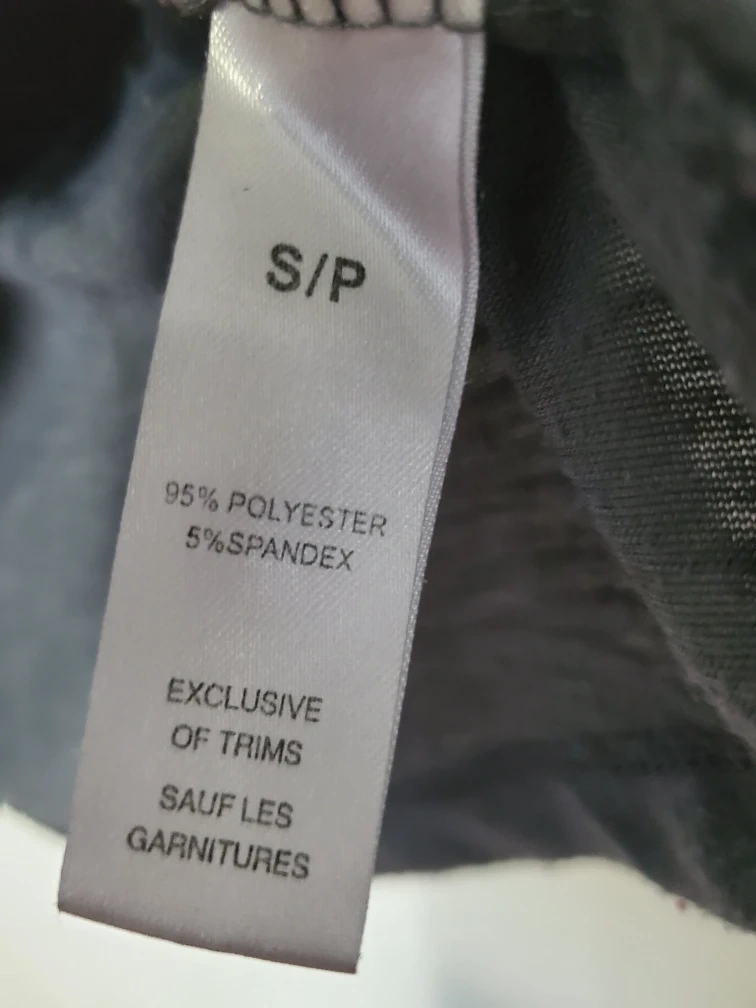 S/P
95% POLYESTER
5%SPANDEX
EXCLUSIVE
OF TRIMS
SAUF LES
GARNITURES